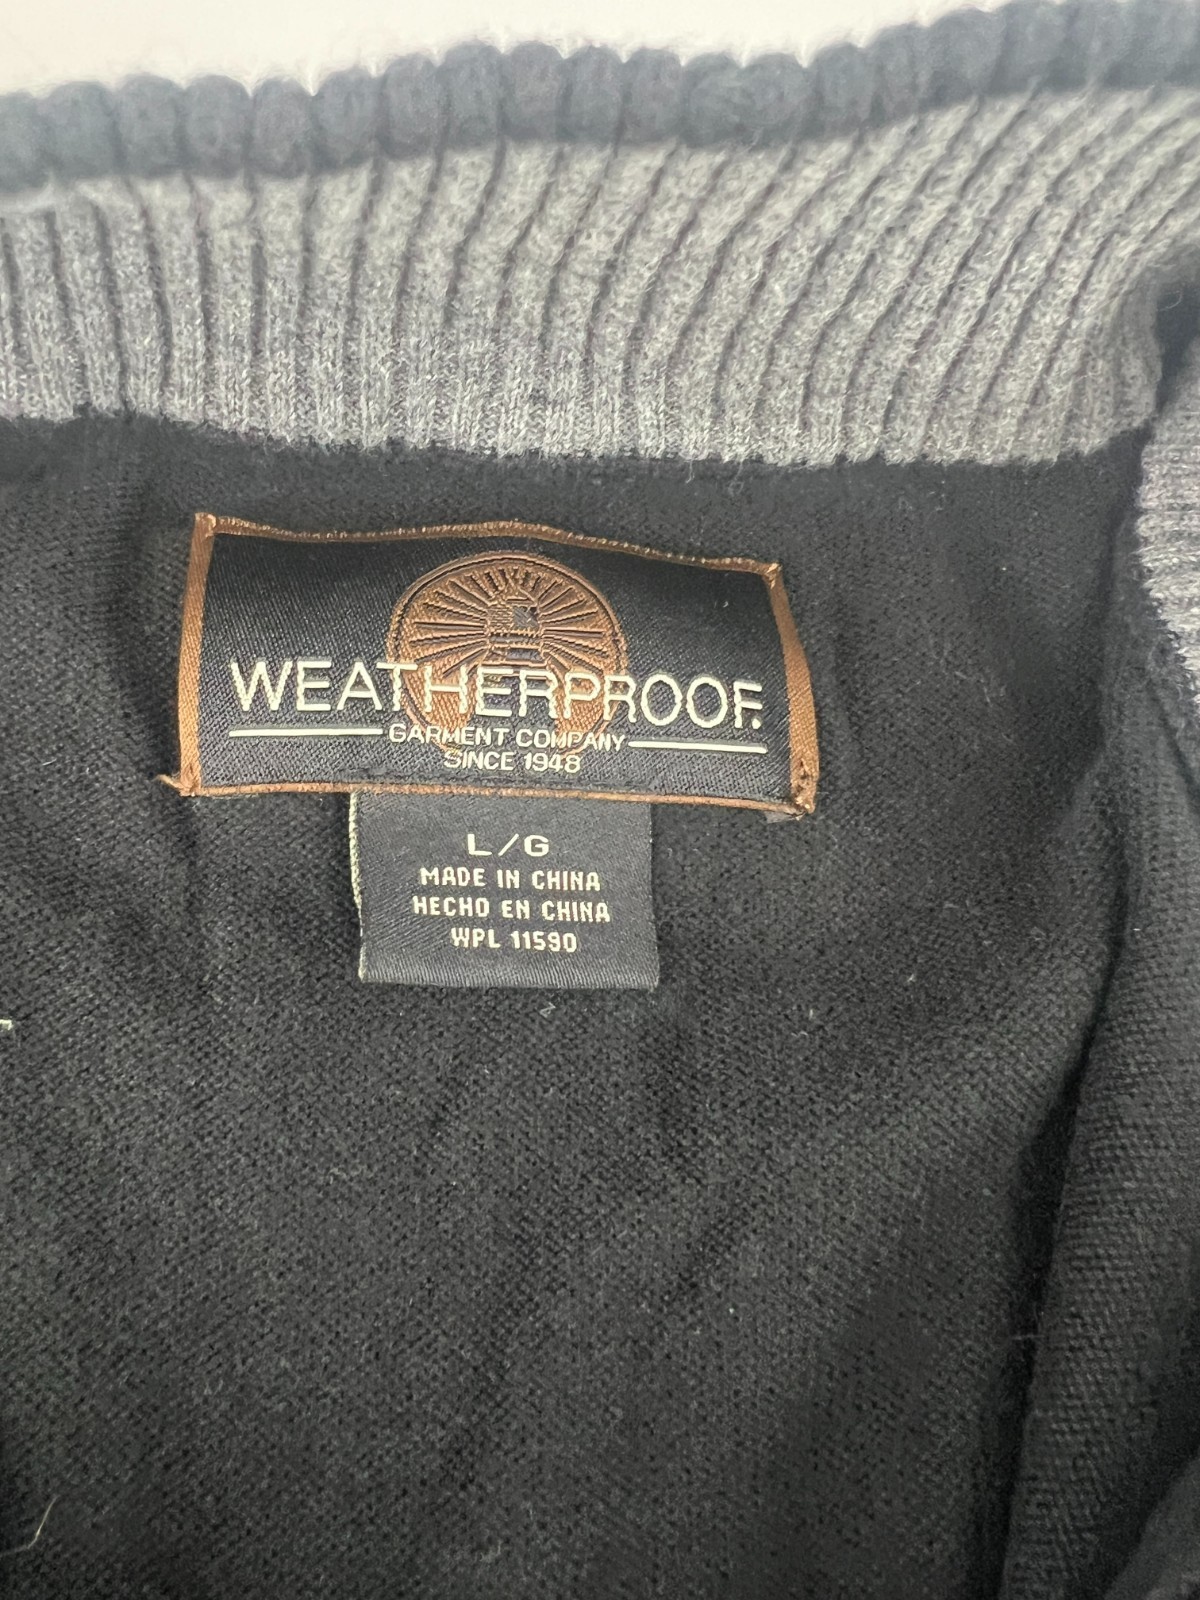 WEATHERPROOF.
GARMENT COMPANY
SINCE 1948
L/G
MADE IN CHINA
HECHO EN CHINA
WPL 11590